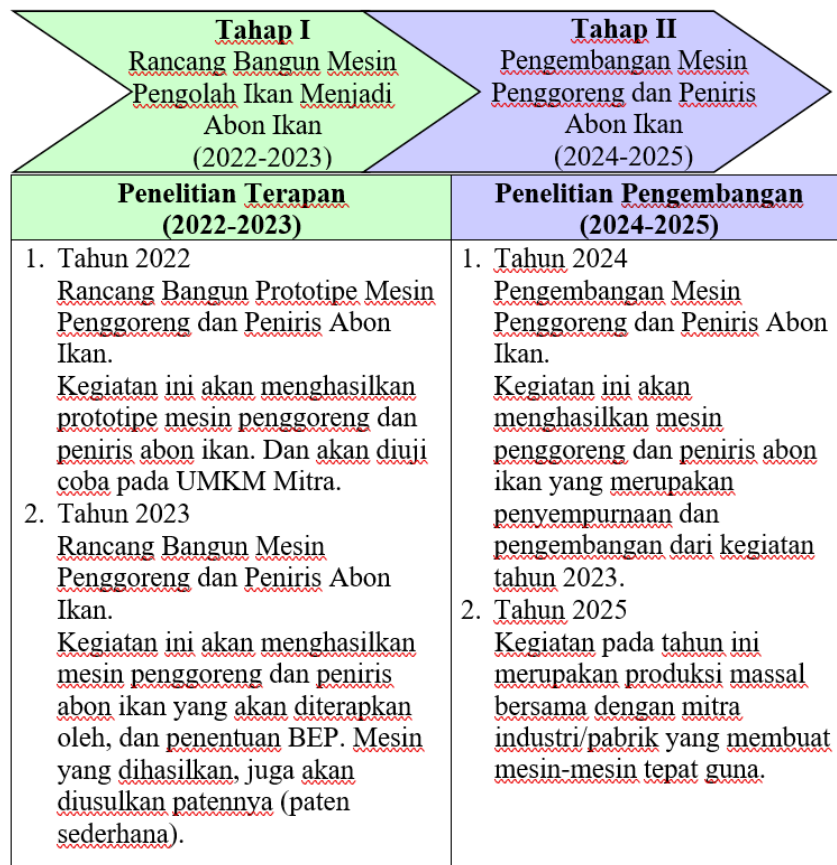 Tahap I
Rancang Bangun Mesin
Pengolah Ikan Menjadi
Abon Ikan
(2022-2023)
Tahap II
Pengembangan Mesin
Penggoreng dan Peniris
Abon Ikan
(2024-2025)
Penelitian Terapan
(2022-2023)
Penelitian Pengembangan
(2024-2025)
1. Tahun 2022
Rancang Bangun Prototipe Mesin
Penggoreng dan Peniris Abon
Ikan.
Kegiatan ini akan menghasilkan
prototipe mesin penggoreng dan
peniris abon ikan. Dan akan diuji
coba pada UMKM Mitra.
2. Tahun 2023
Rancang Bangun Mesin
Penggoreng dan Peniris Abon
Ikan.
Kegiatan ini akan menghasilkan
mesin penggoreng dan peniris
abon ikan yang akan diterapkan
oleh, dan penentuan BEP. Mesin
yang dihasilkan, juga akan
diusulkan patennya (paten
sederhana).
1. Tahun 2024
Pengembangan Mesin
Penggoreng dan Peniris Abon
Ikan.
Kegiatan ini akan
menghasilkan mesin
penggoreng dan peniris abon
ikan yang merupakan
penyempurnaan dan
pengembangan dari kegiatan
tahun 2023.
2. Tahun 2025
Kegiatan pada tahun ini
merupakan produksi massal
bersama dengan mitra
industri/pabrik yang membuat
mesin-mesin tepat guna.